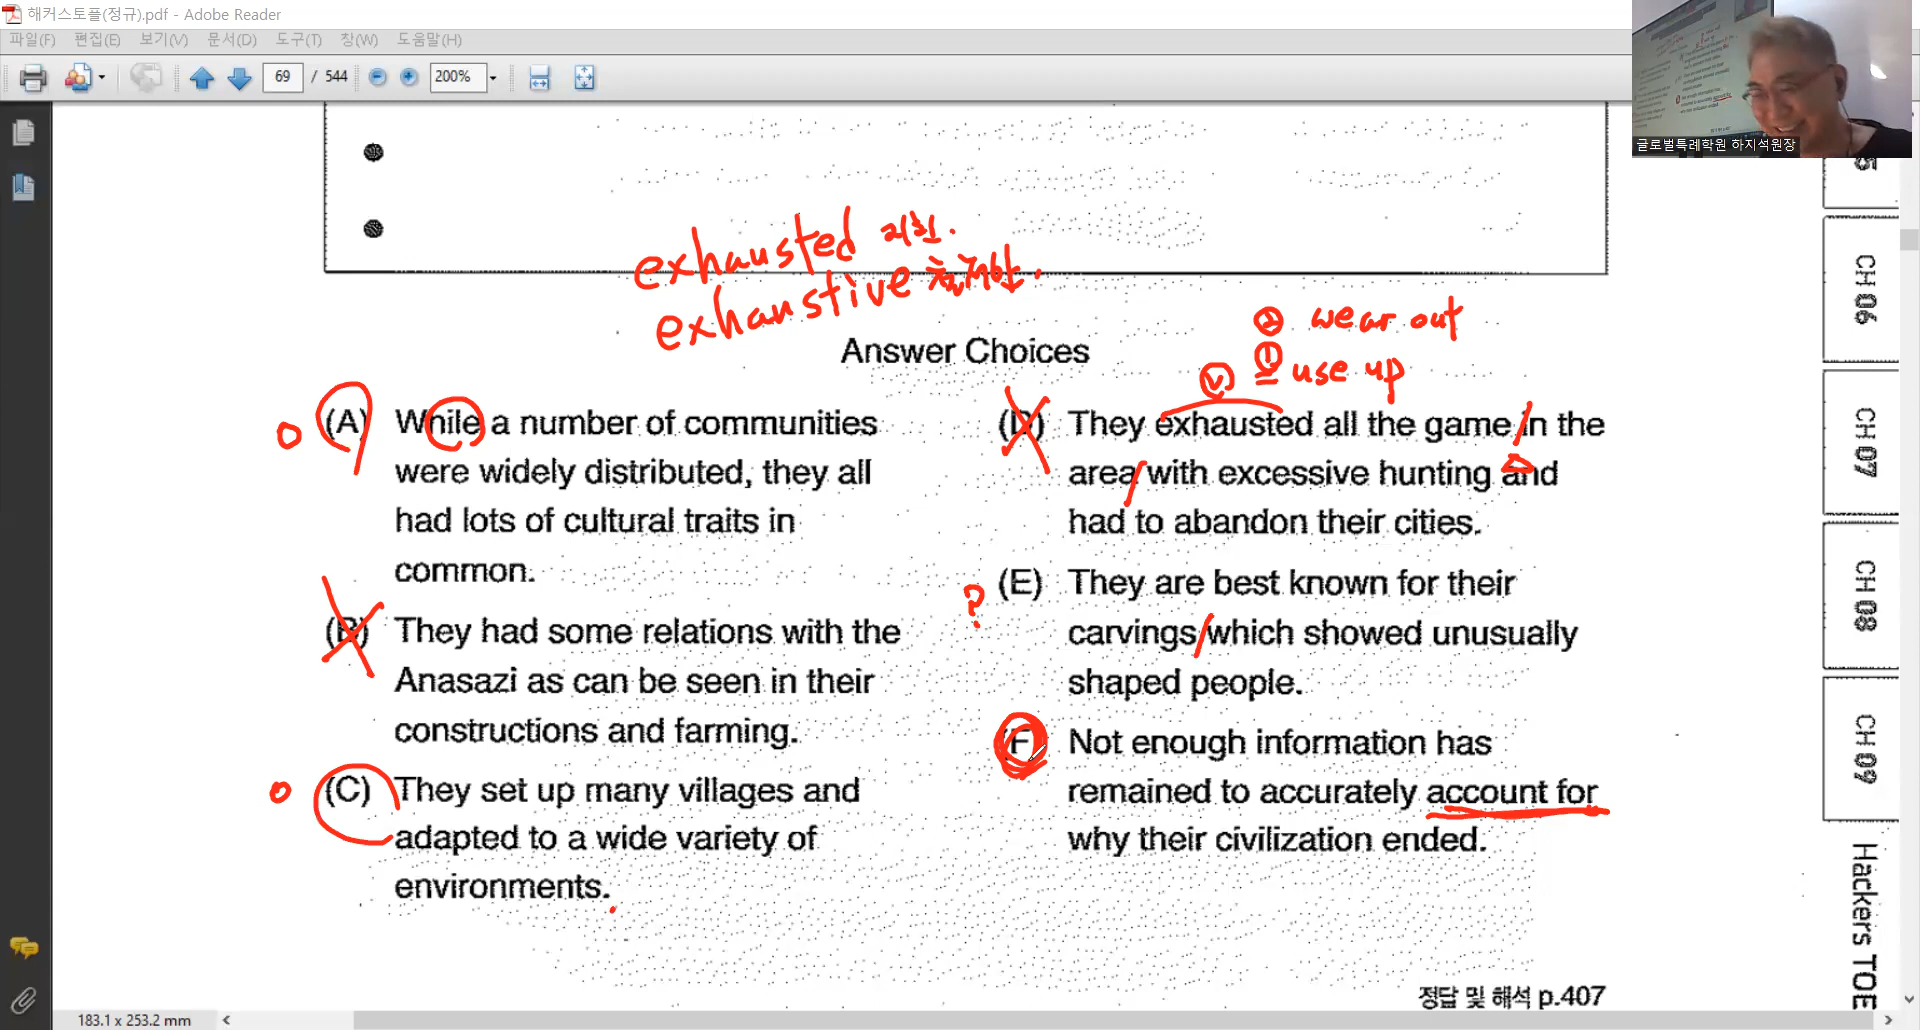 해커스토플(정규).pdf - Adobe Reader
파일(F) 편집(E) 보기(V) 문서(D) 도구(T) 창(W) 도움말(H)
69 / 544 200%
글로벌특례학원 하지석원장
5
exhausted 지친.
exhaustive 철저한.
② wear out
① use up
ⓥ =
Answer Choices
(A) While a number of communities
were widely distributed, they all
had lots of cultural traits in
common.
(B) They had some relations with the
Anasazi as can be seen in their
constructions and farming.
(C) They set up many villages and
adapted to a wide variety of
environments.
(D) They exhausted all the game in the
area with excessive hunting and
had to abandon their cities.
?
(E) They are best known for their
carvings which showed unusually
shaped people.
(F) Not enough information has
remained to accurately account for
why their civilization ended.
정답 및 해석 p.407
CH 06
CH 07
CH 08
CH 09
Hackers TOE
183.1 x 253.2 mm